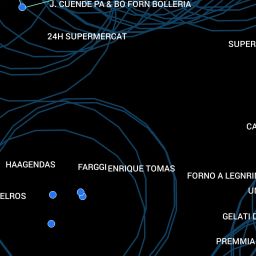 J. CUENDE PA & BO FORN BOLLERIA
24H SUPERMERCAT
SUPER
CA
HAAGENDAS
FARGGI
ENRIQUE TOMAS
FORNO A LEGNRI
ELROS
GELATI D
PREMMIA